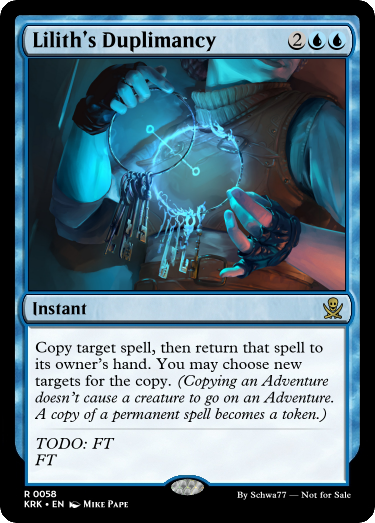 Lilith's Duplimancy 2
Instant
Copy target spell, then return that spell to
its owner's hand. You may choose new
targets for the copy. (Copying an Adventure
doesn't cause a creature to go on an Adventure.
A copy of a permanent spell becomes a token.)
TODO: FT
FT
R 0058
KRK • EN Mike Pape
By Schwa77 — Not for Sale